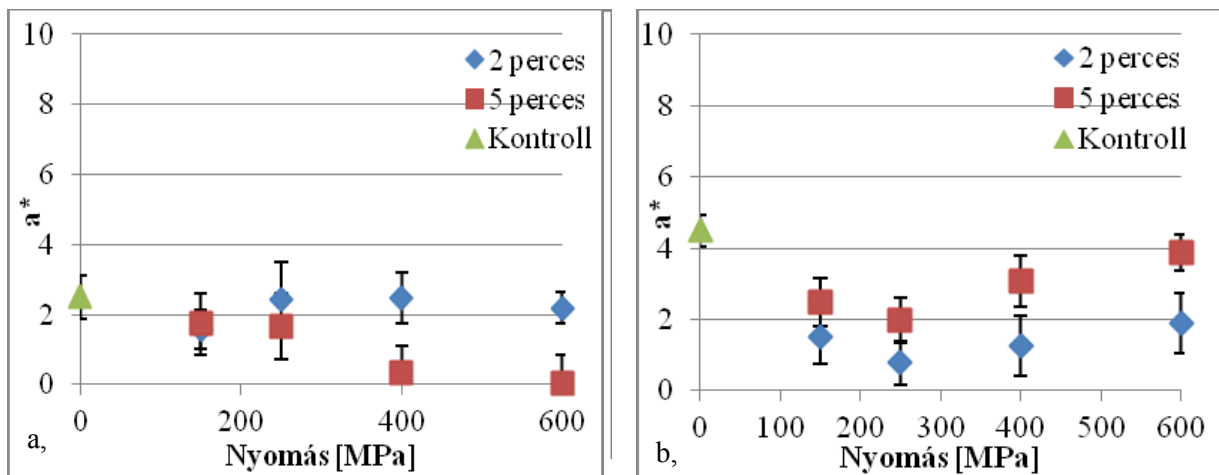 10
8
6
4
2
0
a*
2 perces
5 perces
Kontroll
0 200 400 600
Nyomás [MPa]
a,
10
8
6
4
2
0
a*
2 perces
5 perces
Kontroll
0 100 200 300 400 500 600
Nyomás [MPa]
b,